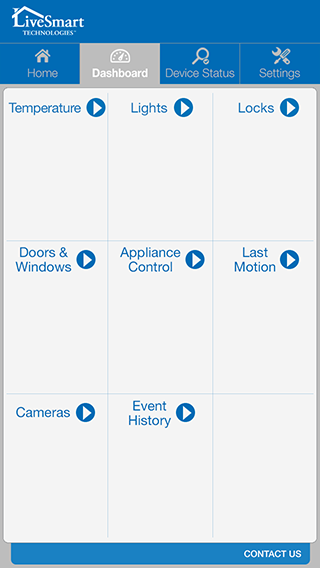 LiveSmart
TECHNOLOGIES™
Home
Dashboard
Device Status
Settings
Temperature
Lights
Locks
Doors &
Windows
Appliance
Control
Last
Motion
Cameras
Event
History
CONTACT US